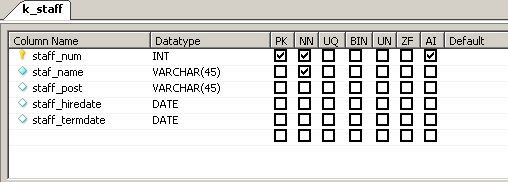 k_staff
Column Name Datatype PK NN UQ BIN UN ZF AI Default
staff_num INT
staf_name VARCHAR(45)
staff_post VARCHAR(45)
staff_hiredate DATE
staff_termdate DATE